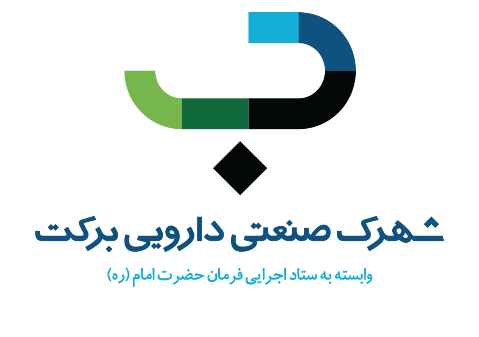 شهرک صنعتی دارویی برکت
وابسته به ستاد اجرایی فرمان حضرت امام (ره)